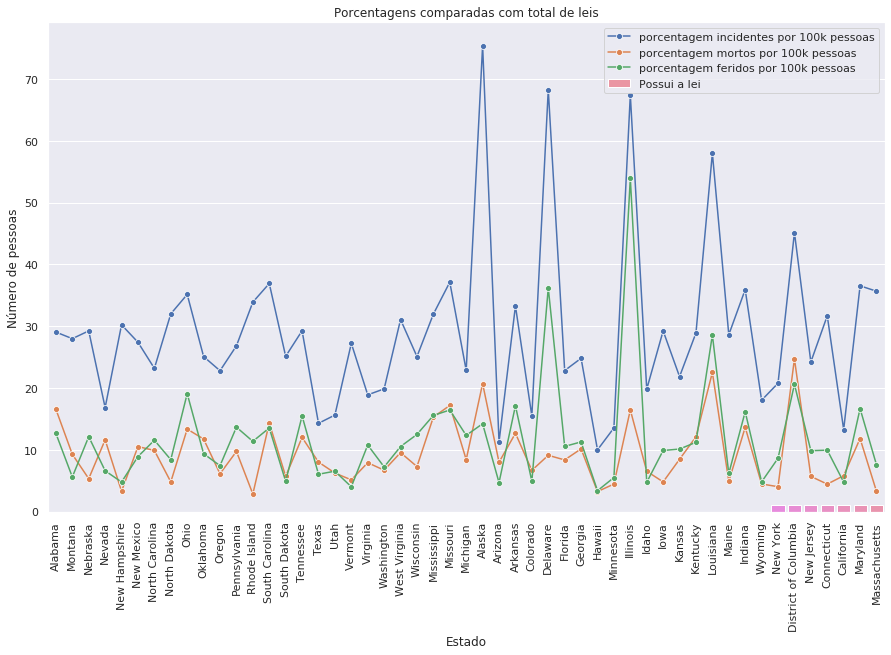 Porcentagens comparadas com total de leis
porcentagem incidentes por 100k pessoas
porcentagem mortos por 100k pessoas
porcentagem feridos por 100k pessoas
Possui a lei
Número de pessoas
70
60
50
40
30
20
10
0
Alabama
Montana
Nebraska
Nevada
New Hampshire
New Mexico
North Carolina
North Dakota
Ohio
Oklahoma
Oregon
Pennsylvania
Rhode Island
South Carolina
South Dakota
Tennessee
Texas
Utah
Vermont
Virginia
Washington
West Virginia
Wisconsin
Mississippi
Missouri
Michigan
Alaska
Arizona
Arkansas
Colorado
Delaware
Florida
Georgia
Hawaii
Minnesota
Illinois
Idaho
Iowa
Kansas
Kentucky
Louisiana
Maine
Indiana
Wyoming
New York
District of Columbia
New Jersey
Connecticut
California
Maryland
Massachusetts
Estado